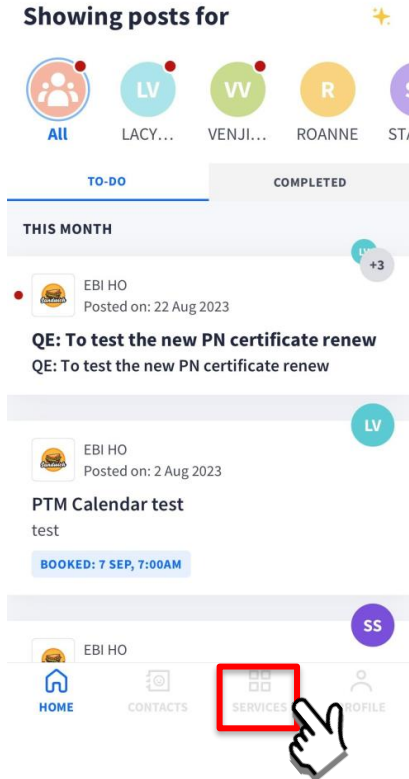 Showing posts for
LV
VV
R
All
LACY...
VENJI...
ROANNE
TO-DO
COMPLETED
THIS MONTH
LV
+3
EBI HO
Posted on: 22 Aug 2023
QE: To test the new PN certificate renew
QE: To test the new PN certificate renew
LV
EBI HO
Posted on: 2 Aug 2023
PTM Calendar test
test
BOOKED: 7 SEP, 7:00AM
SS
EBI HO
HOME
CONTACTS
SERVICES